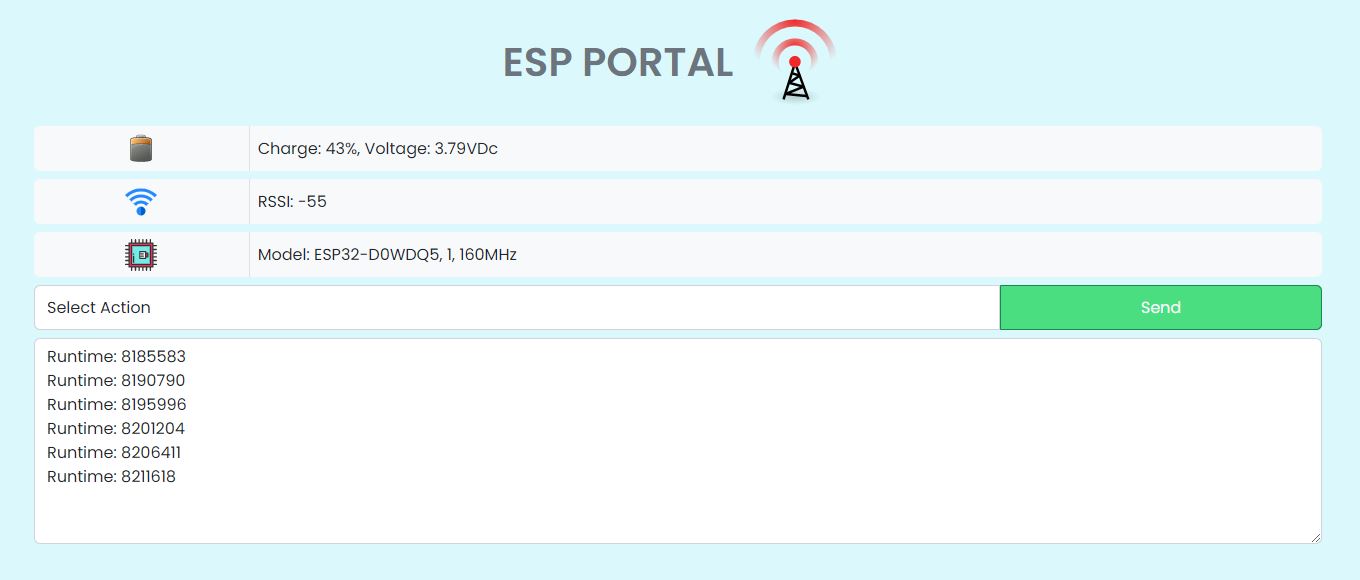 ESP PORTAL
Charge: 43%, Voltage: 3.79VDc
RSSI: -55
Model: ESP32-D0WDQ5, 1, 160MHz
Select Action
Send
Runtime: 8185583
Runtime: 8190790
Runtime: 8195996
Runtime: 8201204
Runtime: 8206411
Runtime: 8211618